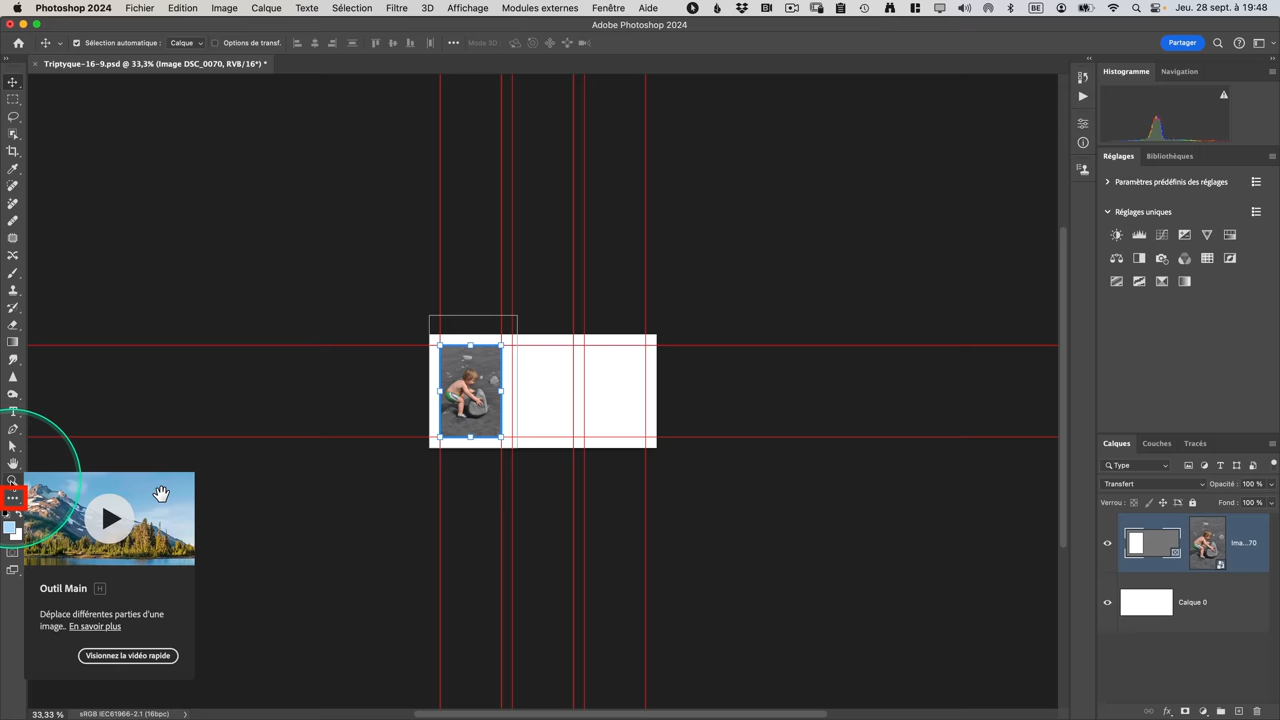 Photoshop 2024 Fichier Edition Image Calque Texte Sélection Filtre 3D Affichage Modules externes Fenêtre Aide BE Jeu. 28 sept. à 19:48
Adobe Photoshop 2024
Sélection automatique : Calque Options de transf. Mode 3D : Partager
Triptyque-16-9.psd @ 33,3% (Image DSC_0070, RVB/16*) *
Histogramme Navigation
Réglages Bibliothèques
Paramètres prédéfinis des réglages
Réglages uniques
Calques Couches Tracés
Type
Transfert Opacité : 100 %
Verrou : Fond : 100 %
Ima...70
Calque 0
Outil Main H
Déplace différentes parties d'une
image.. En savoir plus
Visionnez la vidéo rapide
33,33 % sRGB IEC61966-2.1 (16bpc)